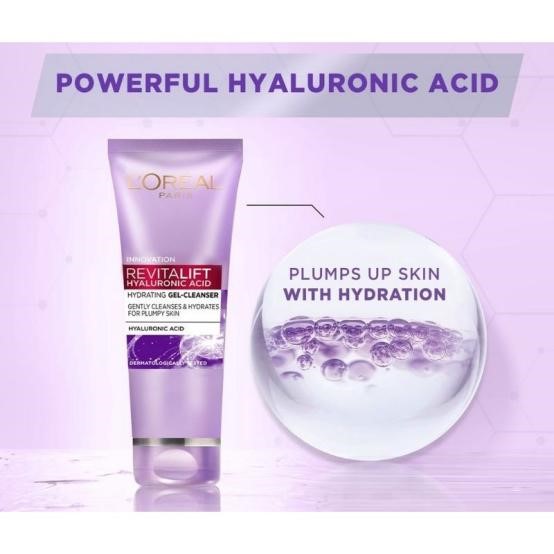 POWERFUL HYALURONIC ACID
L'ORÉAL
PARIS
INNOVATION
REVITALIFT
HYALURONIC ACID
HYDRATING GEL-CLEANSER
GENTLY CLEANSES & HYDRATES
FOR PLUMPY SKIN
HYALURONIC ACID
DERMATOLOGICALLY TESTED
PLUMPS UP SKIN
WITH HYDRATION